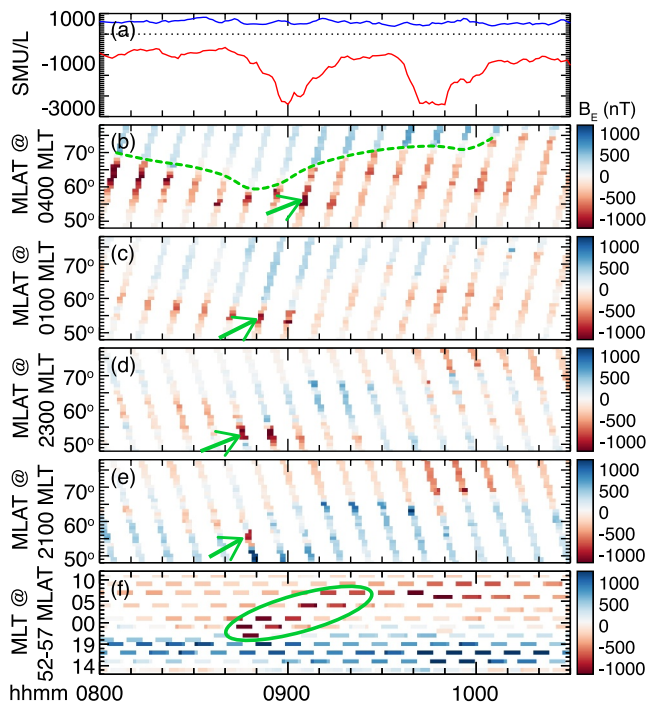 1000
(a)
-1000
-3000
SMU/L
B_E (nT)
(b)
70°
60°
50°
MLAT @
0400 MLT
1000
500
0
-500
-1000
(c)
70°
60°
50°
MLAT @
0100 MLT
1000
500
0
-500
-1000
(d)
70°
60°
50°
MLAT @
2300 MLT
1000
500
0
-500
-1000
(e)
70°
60°
50°
MLAT @
2100 MLT
1000
500
0
-500
-1000
(f)
10
05
00
19
14
MLT @
52-57 MLAT
1000
500
0
-500
-1000
hhmm 0800 0900 1000